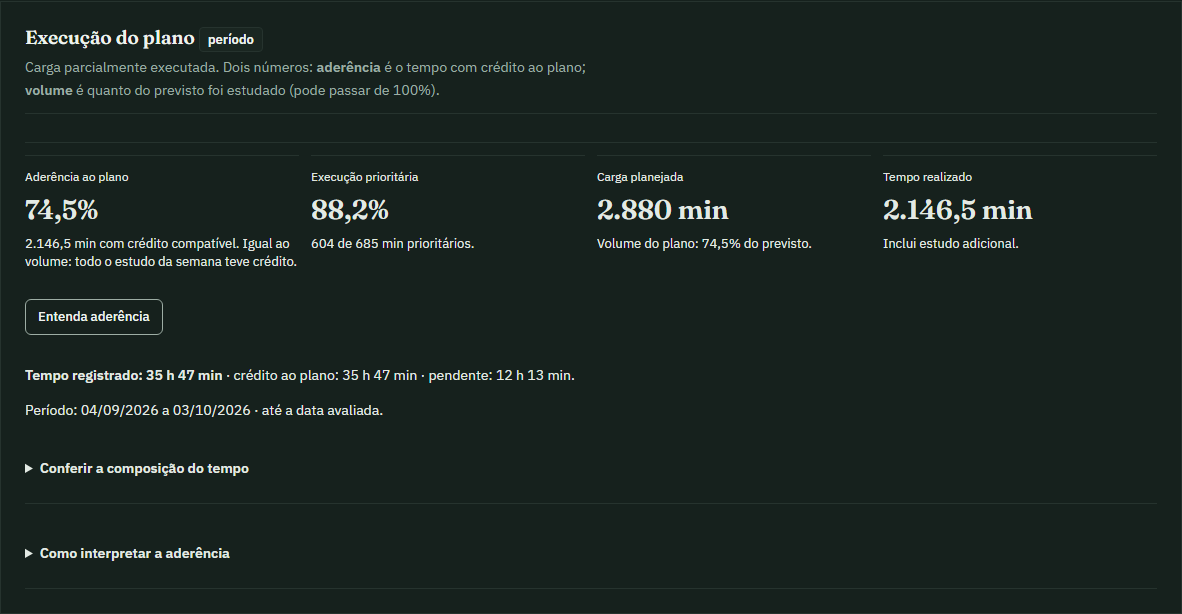 Execução do plano período
Carga parcialmente executada. Dois números: aderência é o tempo com crédito ao plano;
volume é quanto do previsto foi estudado (pode passar de 100%).
Aderência ao plano
74,5%
2.146,5 min com crédito compatível. Igual ao
volume: todo o estudo da semana teve crédito.
Execução prioritária
88,2%
604 de 685 min prioritários.
Carga planejada
2.880 min
Volume do plano: 74,5% do previsto.
Tempo realizado
2.146,5 min
Inclui estudo adicional.
Entenda aderência
Tempo registrado: 35 h 47 min · crédito ao plano: 35 h 47 min · pendente: 12 h 13 min.
Período: 04/09/2026 a 03/10/2026 · até a data avaliada.
Conferir a composição do tempo
Como interpretar a aderência